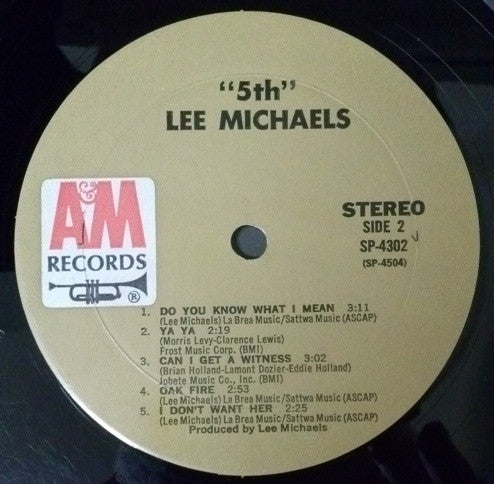 "5th"
LEE MICHAELS
A&M
RECORDS
®
STEREO
SIDE 2
SP-4302
(SP-4504)
1. DO YOU KNOW WHAT I MEAN 3:11
(Lee Michaels) La Brea Music/Sattwa Music (ASCAP)
2. YA YA 2:19
(Morris Levy-Clarence Lewis)
Frost Music Corp. (BMI)
3. CAN I GET A WITNESS 3:02
(Brian Holland-Lamont Dozier-Eddie Holland)
Jobete Music Co., Inc. (BMI)
4. OAK FIRE 2:53
(Lee Michaels) La Brea Music/Sattwa Music (ASCAP)
5. I DON'T WANT HER 2:25
(Lee Michaels) La Brea Music/Sattwa Music (ASCAP)
Produced by Lee Michaels